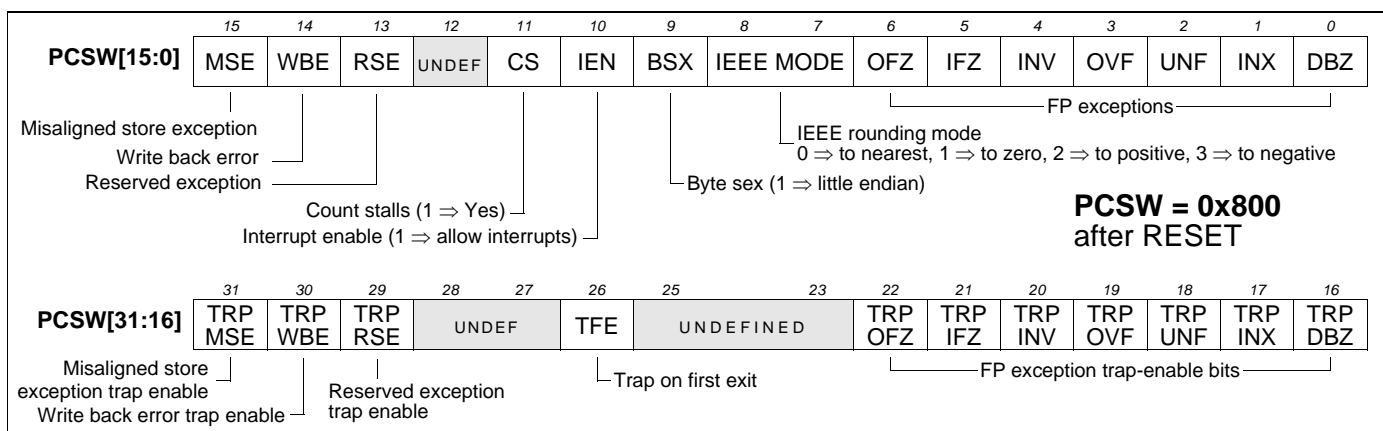 15 14 13 12 11 10 9 8 7 6 5 4 3 2 1 0
PCSW[15:0] MSE WBE RSE UNDEF CS IEN BSX IEEE MODE OFZ IFZ INV OVF UNF INX DBZ
FP exceptions
Misaligned store exception
IEEE rounding mode
Write back error
0 ⇒ to nearest, 1 ⇒ to zero, 2 ⇒ to positive, 3 ⇒ to negative
Reserved exception
Byte sex (1 ⇒ little endian)
Count stalls (1 ⇒ Yes)
PCSW = 0x800
Interrupt enable (1 ⇒ allow interrupts)
after RESET
31 30 29 28 27 26 25 23 22 21 20 19 18 17 16
PCSW[31:16] TRP MSE TRP WBE TRP RSE UNDEF TFE UNDEFINED TRP OFZ TRP IFZ TRP INV TRP OVF TRP UNF TRP INX TRP DBZ
Misaligned store
exception trap enable
Write back error trap enable
Reserved exception
trap enable
Trap on first exit
FP exception trap-enable bits